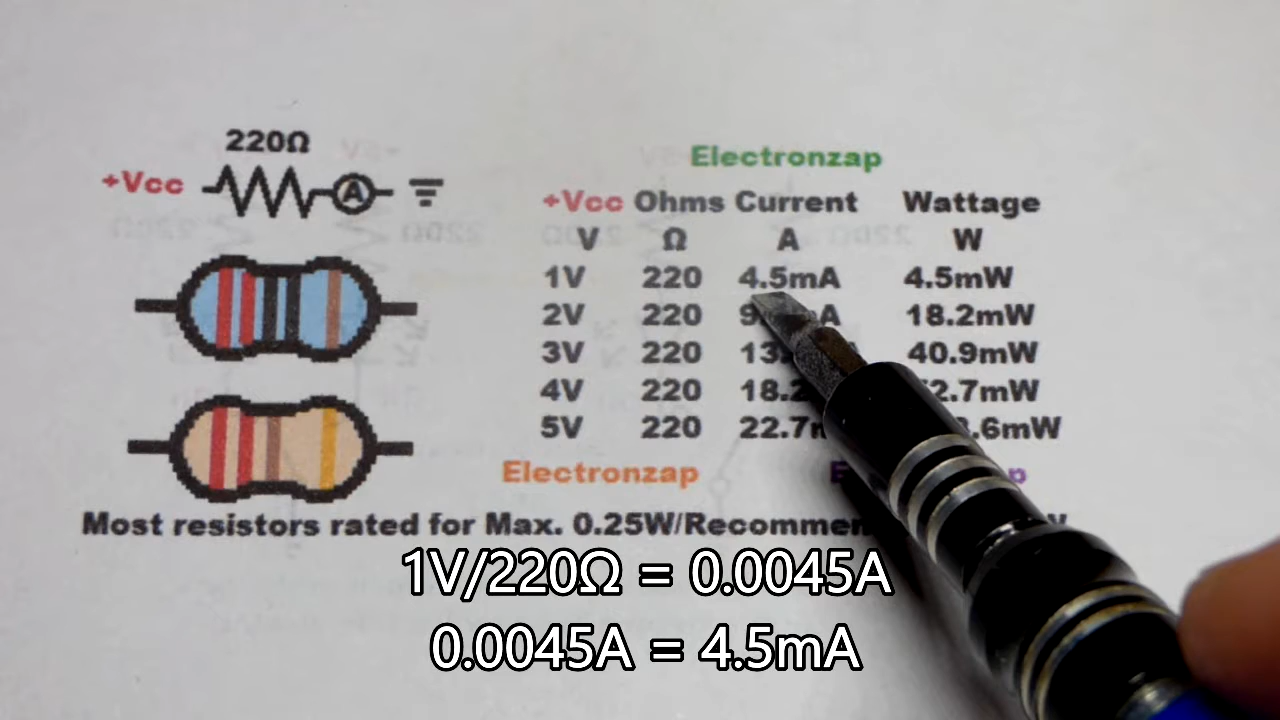 220Ω
+Vcc
A
Electronzap
+Vcc Ohms Current Wattage
V Ω A W
1V 220 4.5mA 4.5mW
2V 220 18.2mW
3V 220 40.9mW
4V 220
5V 220
Electronzap
Most resistors rated for Max. 0.25W/
1V/220Ω = 0.0045A
0.0045A = 4.5mA